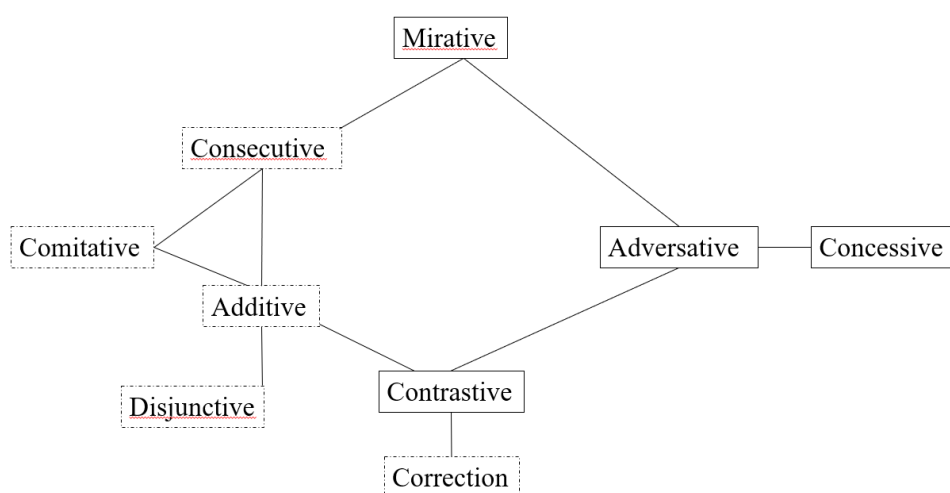 Mirative
Consecutive
Comitative
Adversative
Concessive
Additive
Contrastive
Disjunctive
Correction